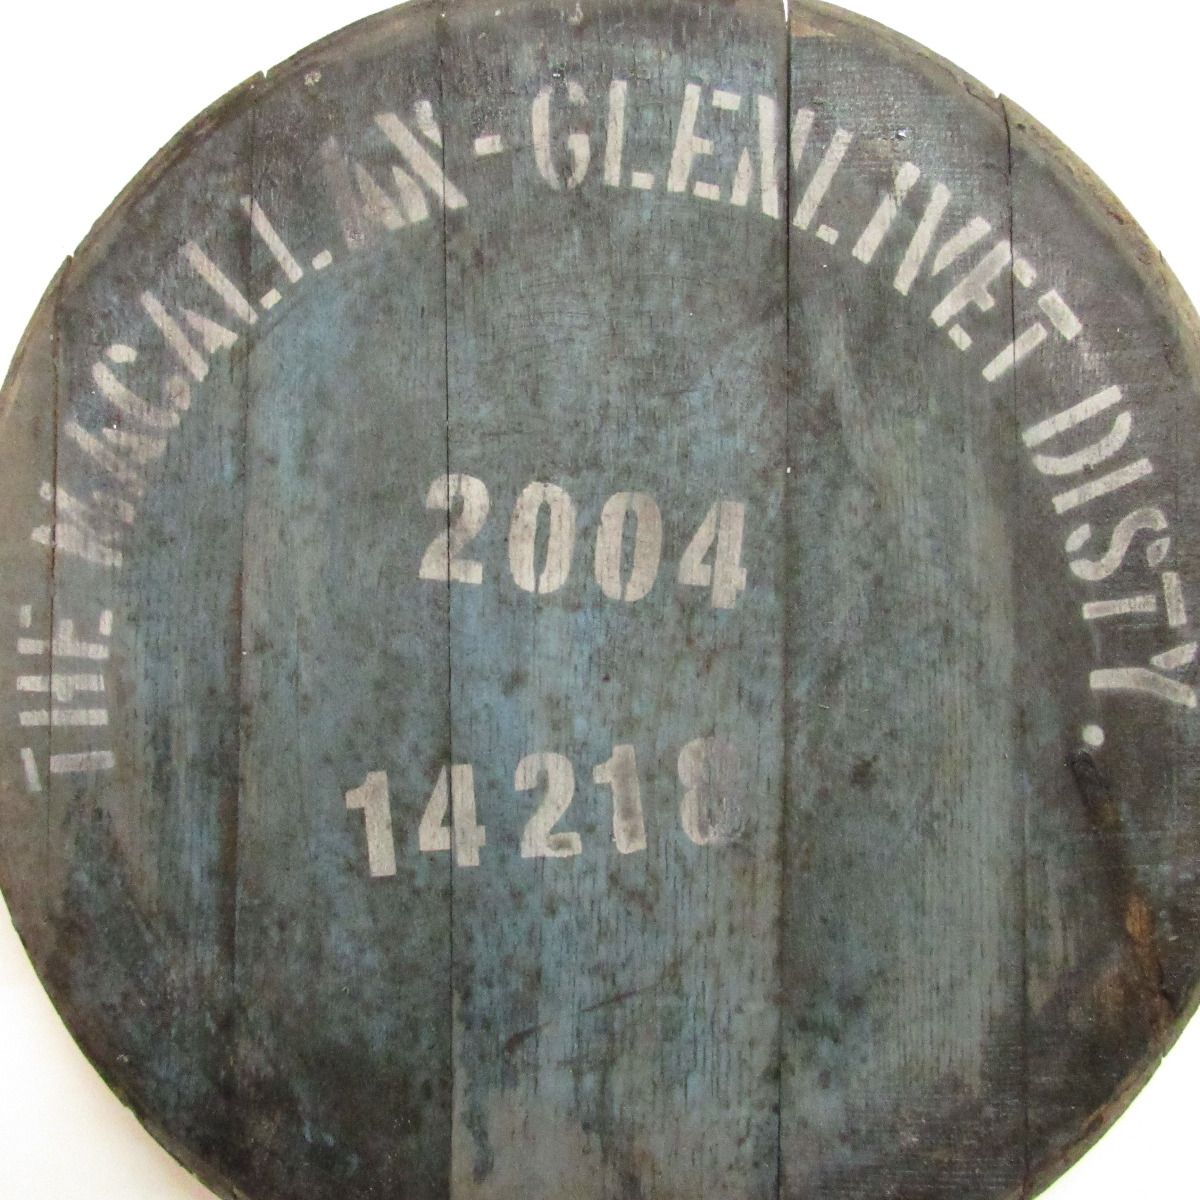 THE MACALLAN-GLENLIVET DISTY.
2004
14218